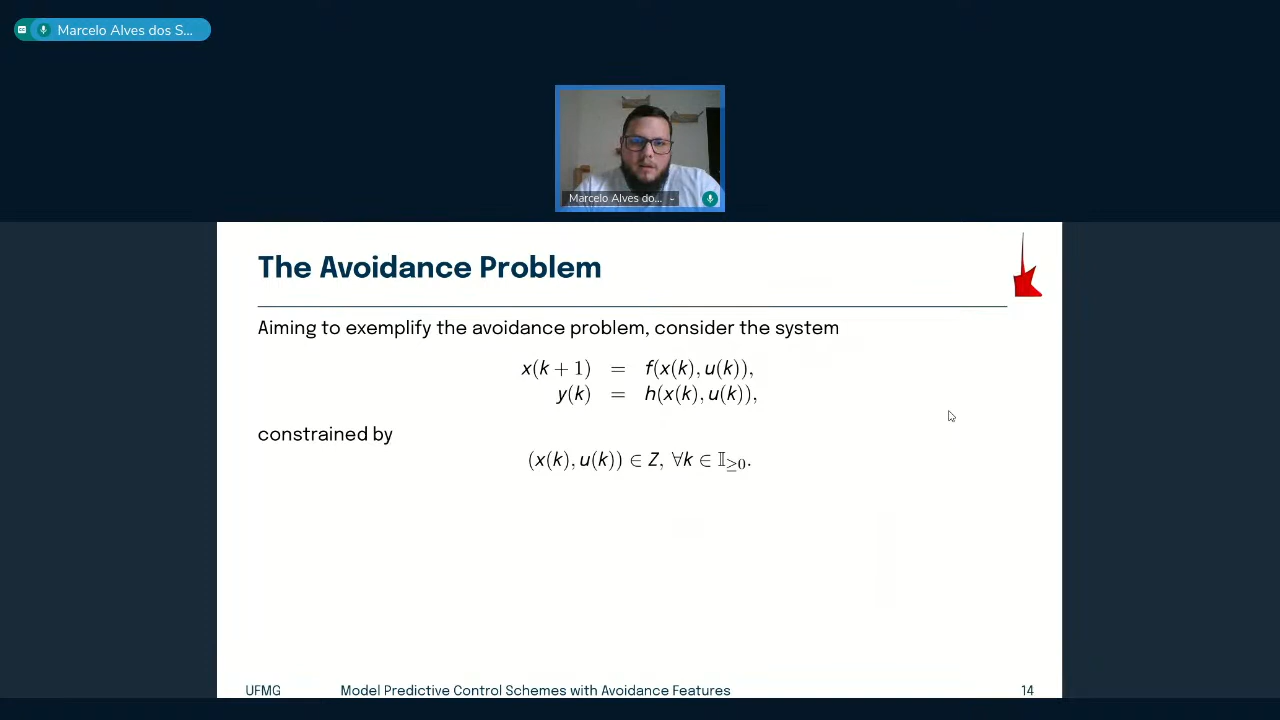 Marcelo Alves dos S...
Marcelo Alves do...
The Avoidance Problem
Aiming to exemplify the avoidance problem, consider the system
x(k + 1) = f(x(k), u(k)),
y(k) = h(x(k), u(k)),
constrained by
(x(k), u(k)) ∈ Z, ∀k ∈ 𝕀≥0.
UFMG Model Predictive Control Schemes with Avoidance Features 14